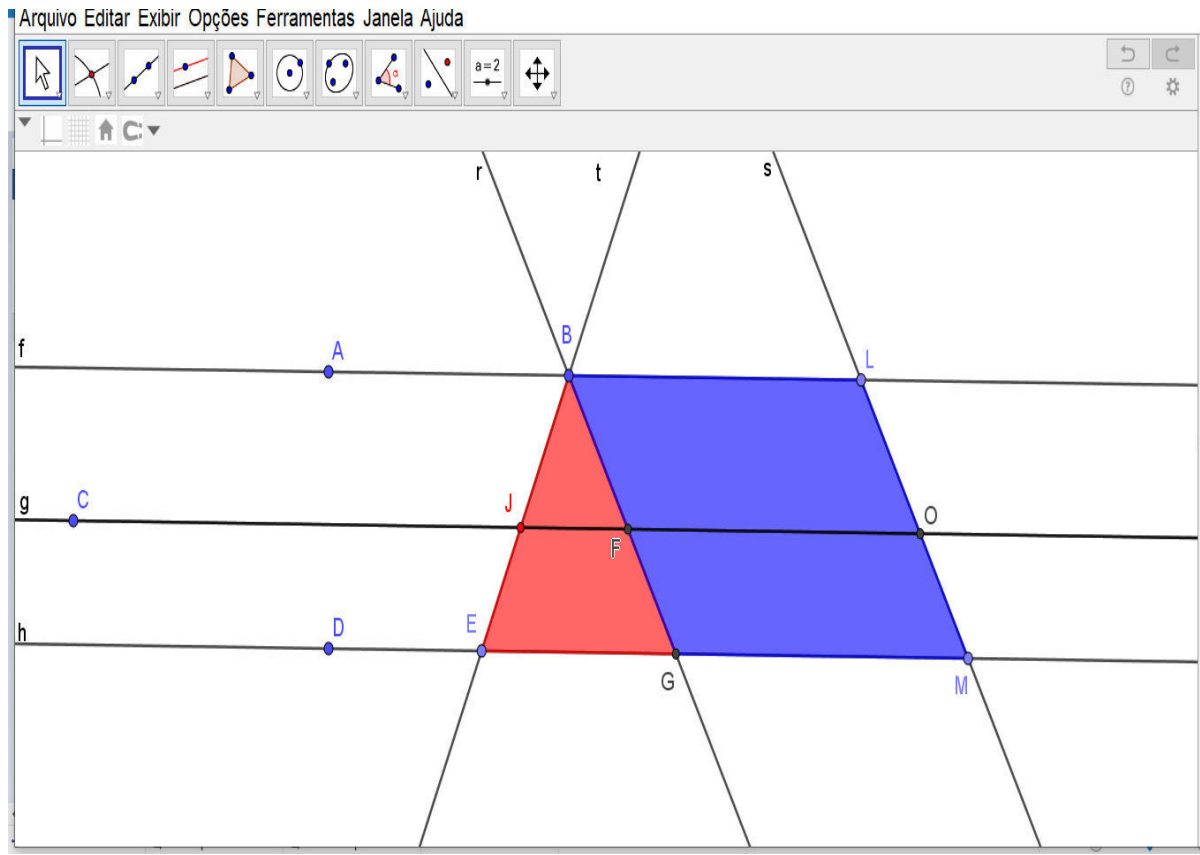 Arquivo Editar Exibir Opções Ferramentas Janela Ajuda
α
a=2
?
r t s
f A B L
g C J F O
h D E G M